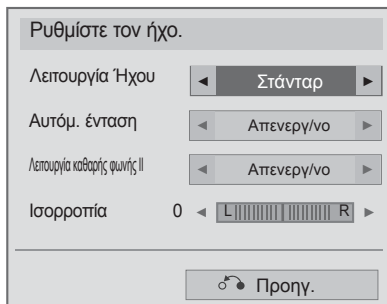 Ρυθμίστε τον ήχο.
Λειτουργία Ήχου ◄ Στάνταρ ►
Αυτόμ. ένταση ◄ Απενεργ/νο ►
Λειτουργία καθαρής φωνής II ◄ Απενεργ/νο ►
Ισορροπία 0 ◄ L R ►
Προηγ.